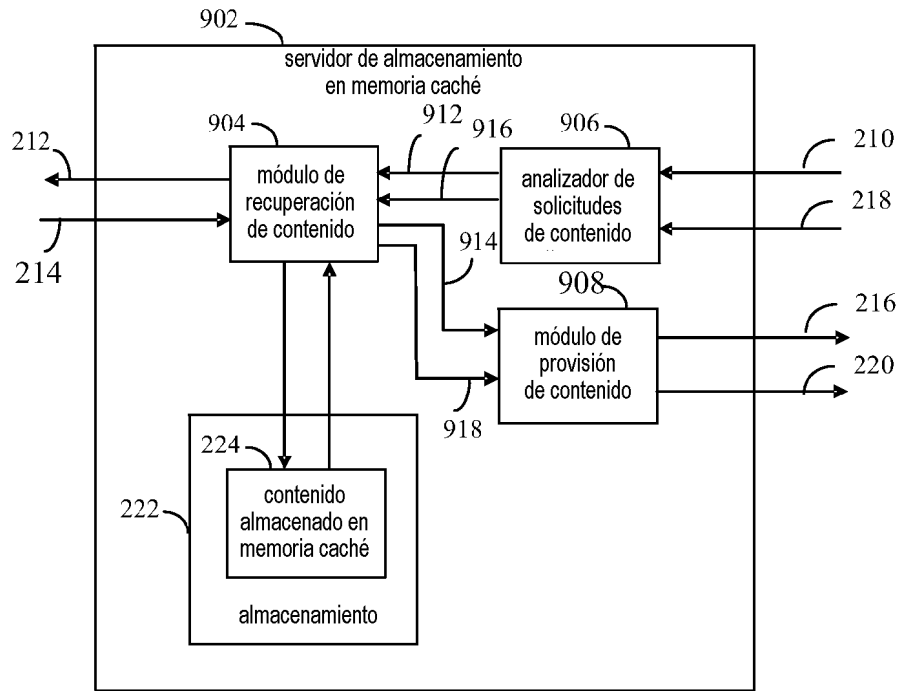 902
servidor de almacenamiento
en memoria caché
904
912
916
906
210
212
módulo de
recuperación
de contenido
analizador de
solicitudes
de contenido
218
214
914
908
216
módulo de
provisión
de contenido
220
918
224
222
contenido
almacenado en
memoria caché
almacenamiento